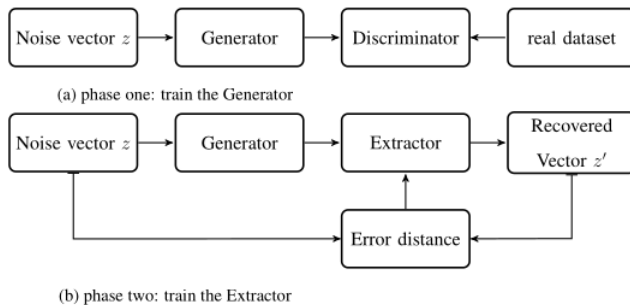 Noise vector z
Generator
Discriminator
real dataset
(a) phase one: train the Generator
Noise vector z
Generator
Extractor
Recovered
Vector z′
Error distance
(b) phase two: train the Extractor